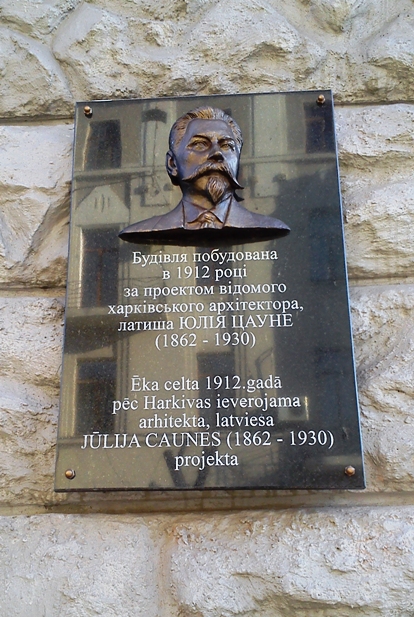 Будівля побудована
в 1912 році
за проектом відомого
харківського архітектора,
латиша ЮЛІЯ ЦАУНЕ
(1862 - 1930)
Ēka celta 1912.gadā
pēc Harkivas ievērojama
arhitekta, latvieša
JŪLIJA CAUNES (1862 - 1930)
projekta